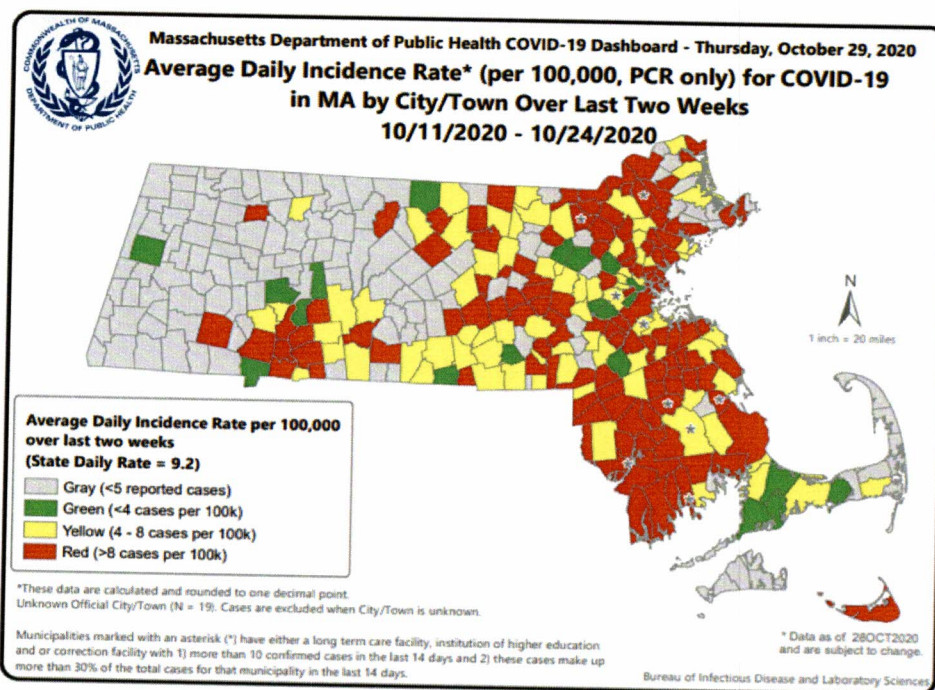 COMMONWEALTH OF MASSACHUSETTS
DEPARTMENT OF PUBLIC HEALTH
Massachusetts Department of Public Health COVID-19 Dashboard - Thursday, October 29, 2020
Average Daily Incidence Rate* (per 100,000, PCR only) for COVID-19
in MA by City/Town Over Last Two Weeks
10/11/2020 - 10/24/2020
N
1 inch = 20 miles
Average Daily Incidence Rate per 100,000
over last two weeks
(State Daily Rate = 9.2)
Gray (<5 reported cases)
Green (<4 cases per 100k)
Yellow (4 - 8 cases per 100k)
Red (>8 cases per 100k)
*These data are calculated and rounded to one decimal point.
Unknown Official City/Town (N = 19). Cases are excluded when City/Town is unknown.
Municipalities marked with an asterisk (*) have either a long term care facility, institution of higher education
and or correction facility with 1) more than 10 confirmed cases in the last 14 days and 2) these cases make up
more than 30% of the total cases for that municipality in the last 14 days.
* Data as of 28OCT2020
and are subject to change.
Bureau of Infectious Disease and Laboratory Sciences